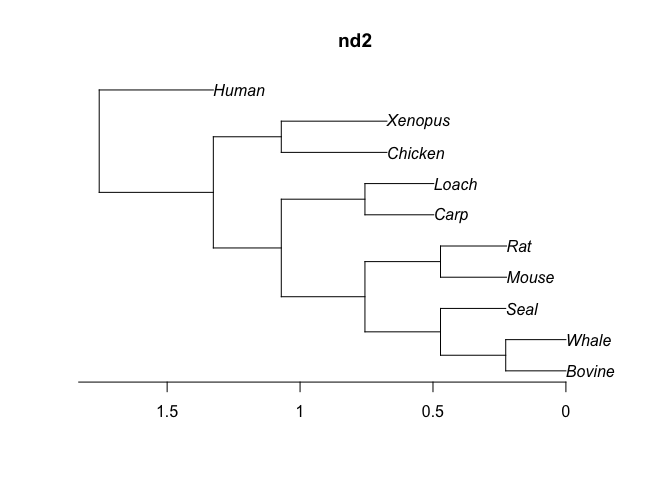 nd2
Human
Xenopus
Chicken
Loach
Carp
Rat
Mouse
Seal
Whale
Bovine
1.5 1 0.5 0